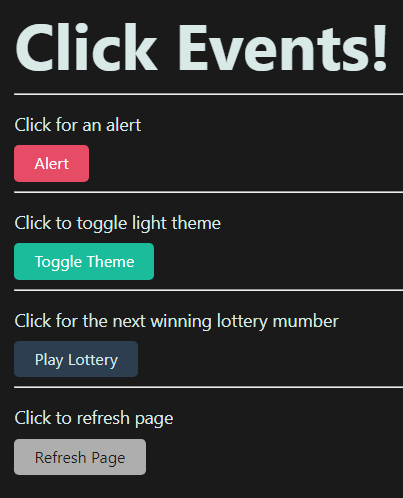 Click Events!
Click for an alert
Alert
Click to toggle light theme
Toggle Theme
Click for the next winning lottery mumber
Play Lottery
Click to refresh page
Refresh Page